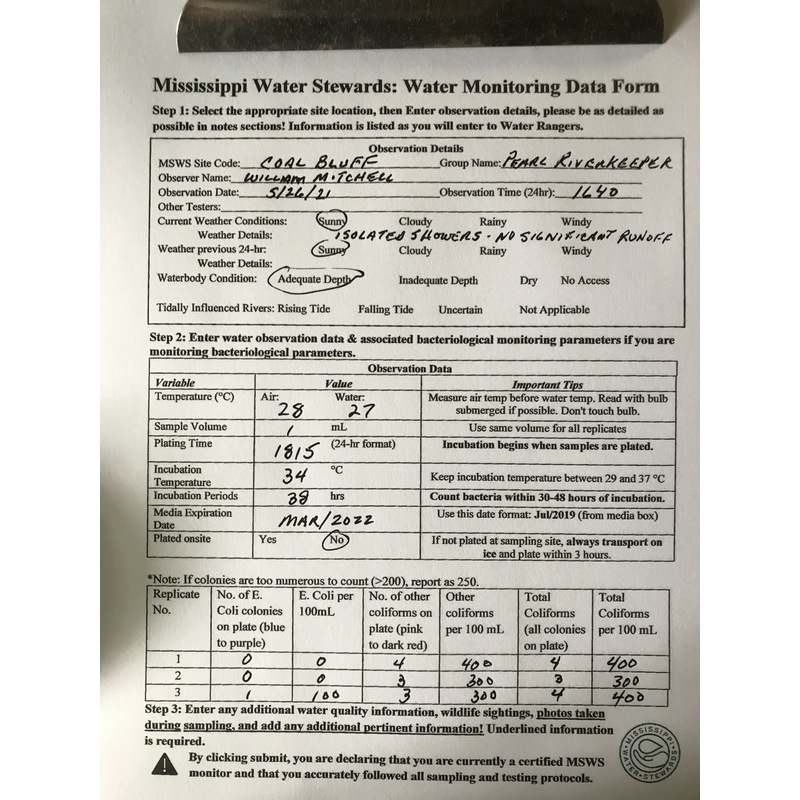 Mississippi Water Stewards: Water Monitoring Data Form
Step 1: Select the appropriate site location, then Enter observation details, please be as detailed as
possible in notes sections! Information is listed as you will enter to Water Rangers.
Observation Details
MSWS Site Code: COAL BLUFF Group Name: PEARL RIVERKEEPER
Observer Name: WILLIAM MITCHELL
Observation Date: 5/26/21 Observation Time (24hr): 1640
Other Testers:
Current Weather Conditions: Sunny Cloudy Rainy Windy
Weather Details: ISOLATED SHOWERS - NO SIGNIFICANT RUNOFF
Weather previous 24-hr: Sunny Cloudy Rainy Windy
Weather Details:
Waterbody Condition: Adequate Depth Inadequate Depth Dry No Access
Tidally Influenced Rivers: Rising Tide Falling Tide Uncertain Not Applicable
Step 2: Enter water observation data & associated bacteriological monitoring parameters if you are
monitoring bacteriological parameters.
Observation Data
Variable Value Important Tips
Temperature (°C) Air: 28 Water: 27 Measure air temp before water temp. Read with bulb
submerged if possible. Don't touch bulb.
Sample Volume 1 mL Use same volume for all replicates
Plating Time 1815 (24-hr format) Incubation begins when samples are plated.
Incubation
Temperature 34 °C Keep incubation temperature between 29 and 37 °C
Incubation Periods 38 hrs Count bacteria within 30-48 hours of incubation.
Media Expiration
Date MAR/2022 Use this date format: Jul/2019 (from media box)
Plated onsite Yes No If not plated at sampling site, always transport on
ice and plate within 3 hours.
*Note: If colonies are too numerous to count (>200), report as 250.
Replicate No. of E. E. Coli per No. of other Other Total Total
No. Coli colonies 100mL coliforms on coliforms Coliforms Coliforms
on plate (blue plate (pink per 100 mL (all colonies per 100 mL
to purple) to dark red) on plate)
1 0 0 4 400 4 400
2 0 0 3 300 3 300
3 1 100 3 300 4 400
Step 3: Enter any additional water quality information, wildlife sightings, photos taken
during sampling, and add any additional pertinent information! Underlined information
is required.
By clicking submit, you are declaring that you are currently a certified MSWS
monitor and that you accurately followed all sampling and testing protocols.
MISSISSIPPI WATER STEWARDS